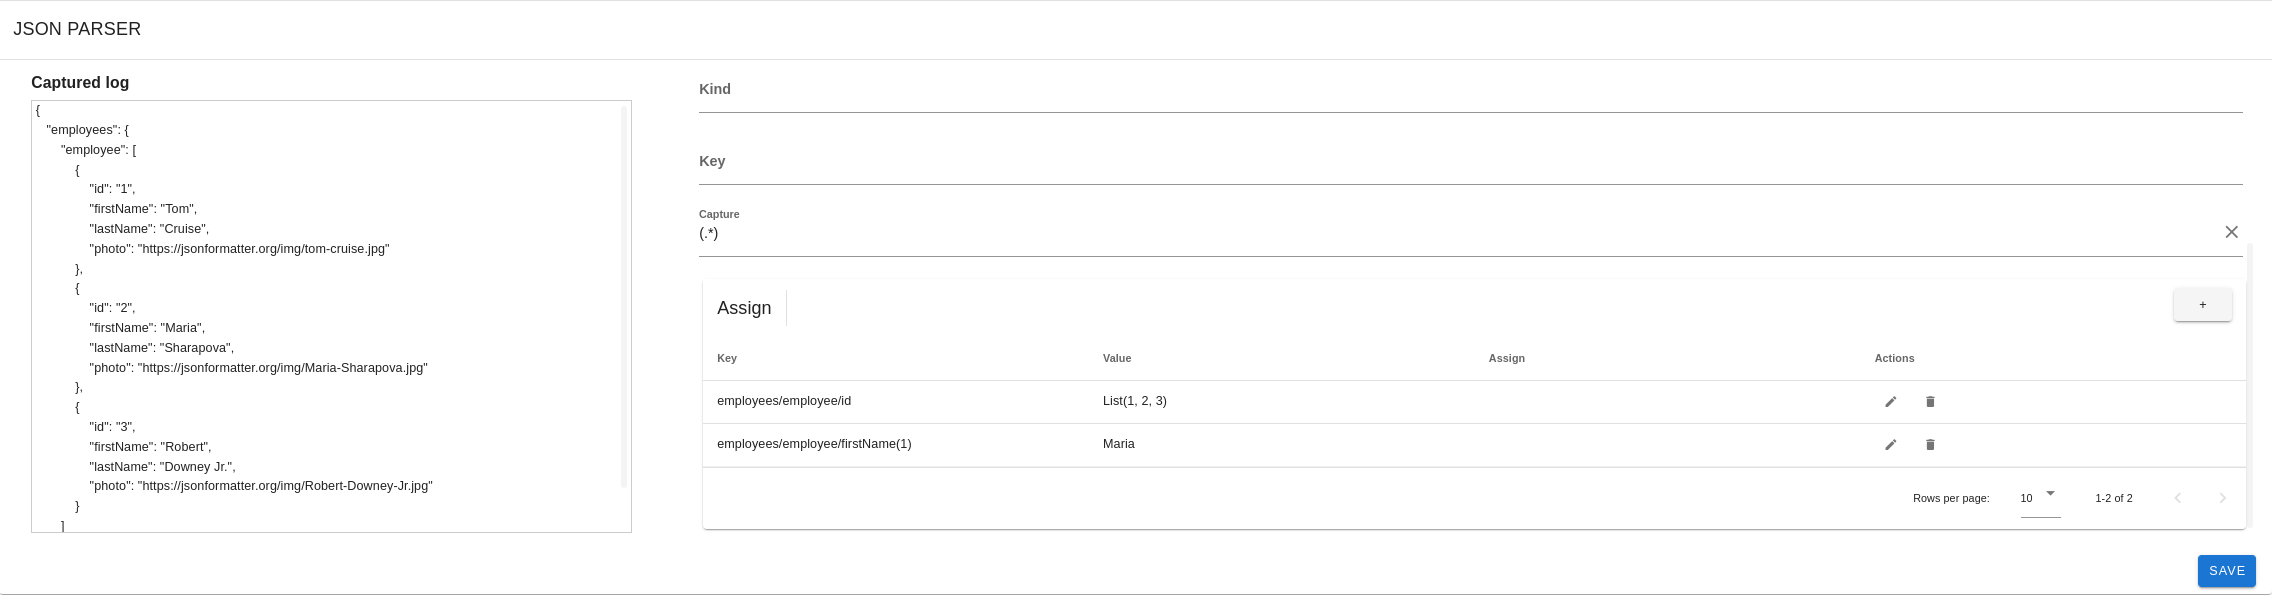 JSON PARSER
Captured log
{
"employees": {
"employee": [
{
"id": "1",
"firstName": "Tom",
"lastName": "Cruise",
"photo": "https://jsonformatter.org/img/tom-cruise.jpg"
},
{
"id": "2",
"firstName": "Maria",
"lastName": "Sharapova",
"photo": "https://jsonformatter.org/img/Maria-Sharapova.jpg"
},
{
"id": "3",
"firstName": "Robert",
"lastName": "Downey Jr.",
"photo": "https://jsonformatter.org/img/Robert-Downey-Jr.jpg"
}
]
Kind
Key
Capture
(.*)
Assign
+
Key Value Assign Actions
employees/employee/id List(1, 2, 3)
employees/employee/firstName(1) Maria
Rows per page: 10 1-2 of 2
SAVE